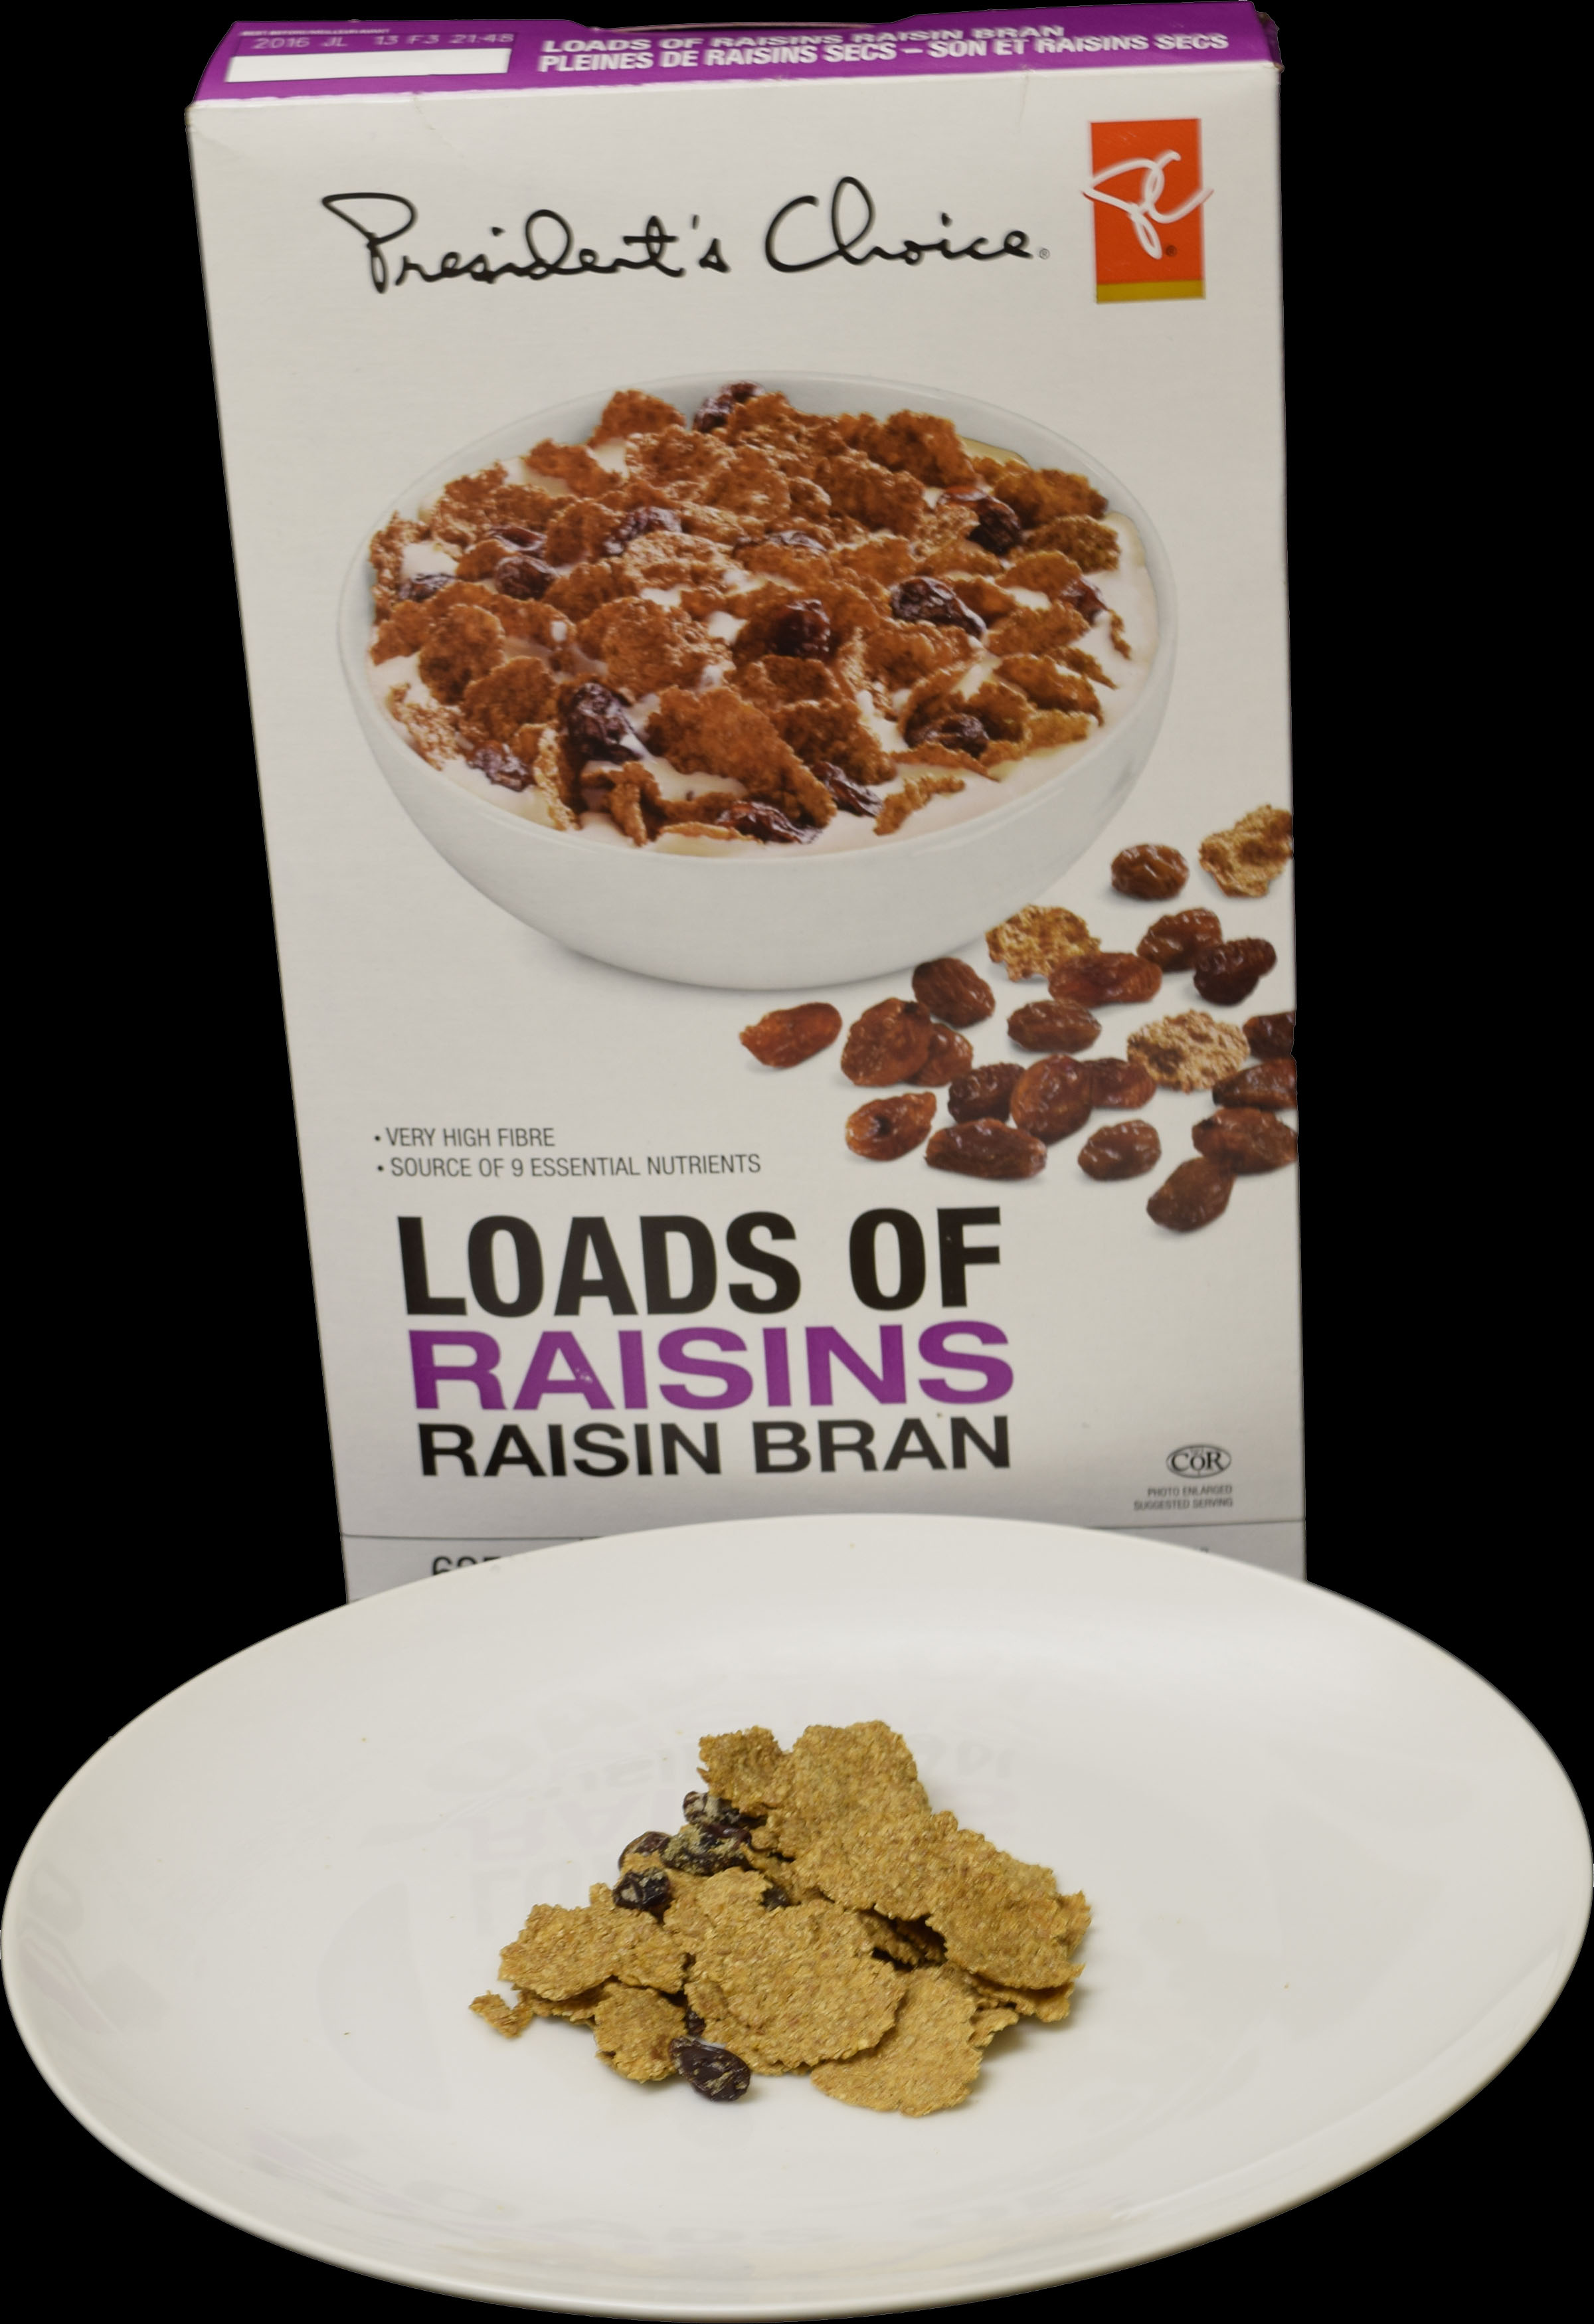 2016 JL 13 F3 21:48
LOADS OF RAISINS RAISIN BRAN
PLEINES DE RAISINS SECS – SON ET RAISINS SECS
President's Choice®
PC®
• VERY HIGH FIBRE
• SOURCE OF 9 ESSENTIAL NUTRIENTS
LOADS OF
RAISINS
RAISIN BRAN
COR
PHOTO ENLARGED
SUGGESTED SERVING